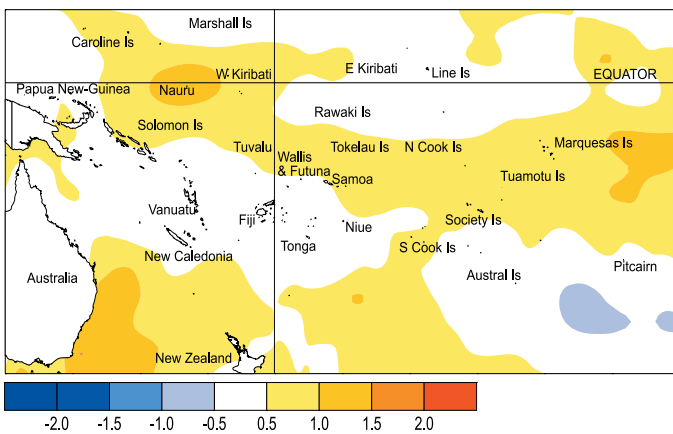 Marshall Is
Caroline Is
W Kiribati
E Kiribati
Line Is
EQUATOR
Papua New-Guinea
Nauru
Rawaki Is
Solomon Is
Tuvalu
Tokelau Is
N Cook Is
Marquesas Is
Wallis
& Futuna
Samoa
Tuamotu Is
Vanuatu
Fiji
Niue
Society Is
Tonga
S Cook Is
New Caledonia
Australia
Austral Is
Pitcairn
New Zealand
-2.0 -1.5 -1.0 -0.5 0.5 1.0 1.5 2.0